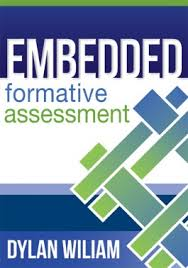 EMBEDDED
formative
assessment
DYLAN WILIAM